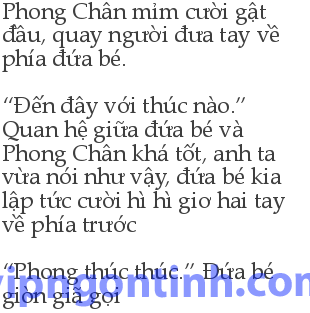 Phong Chân mỉm cười gật
đầu, quay người đưa tay về
phía đứa bé.
“Đến đây với thúc nào.”
Quan hệ giữa đứa bé và
Phong Chân khá tốt, anh ta
vừa nói như vậy, đứa bé kia
lập tức cười hì hì giơ hai tay
về phía trước
“Phong thúc thúc.” Đứa bé
giòn giã gọi
vipngontinh.com